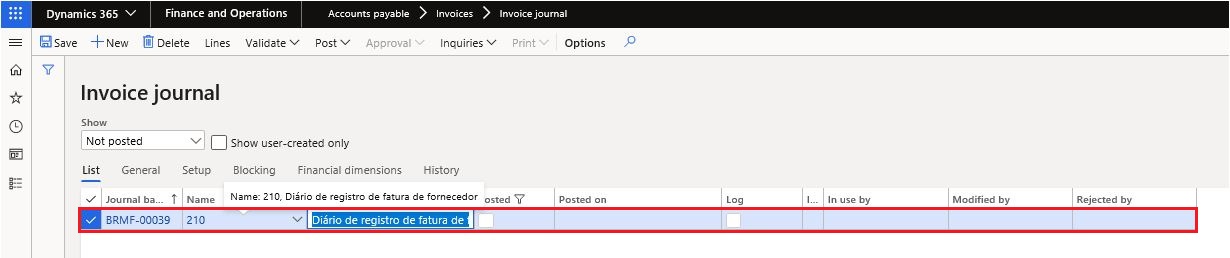 Dynamics 365 Finance and Operations Accounts payable Invoices Invoice journal
Save New Delete Lines Validate Post Approval Inquiries Print Options
Invoice journal
Show
Not posted Show user-created only
List General Setup Blocking Financial dimensions History
Name: 210, Diário de registro de fatura de fornecedor
Journal ba... Name osted Posted on Log I... In use by Modified by Rejected by
BRMF-00039 210 Diário de registro de fatura de f